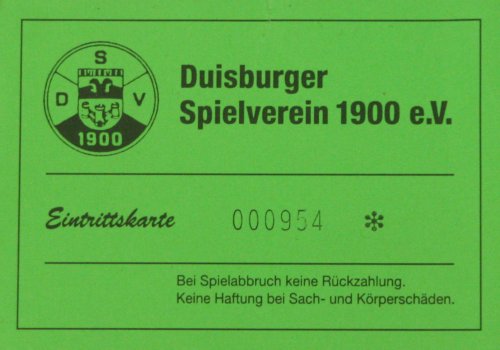 S
D V
1900
Duisburger
Spielverein 1900 e.V.
Eintrittskarte 000954 *
Bei Spielabbruch keine Rückzahlung.
Keine Haftung bei Sach- und Körperschäden.